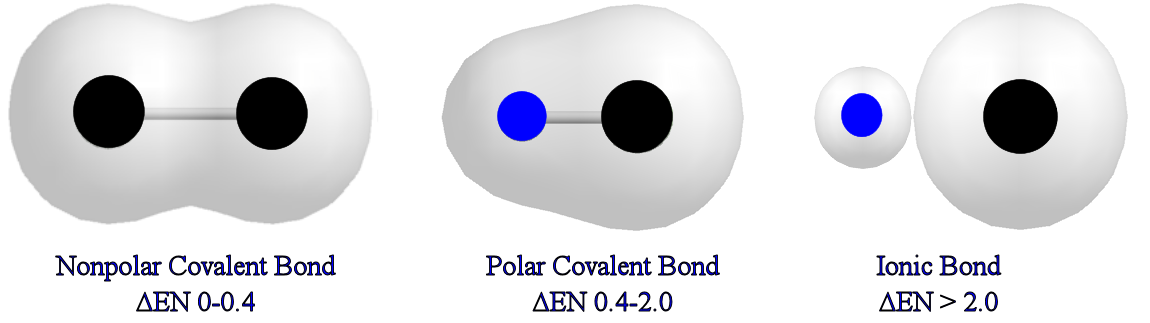 Nonpolar Covalent Bond
ΔEN 0-0.4
Polar Covalent Bond
ΔEN 0.4-2.0
Ionic Bond
ΔEN > 2.0